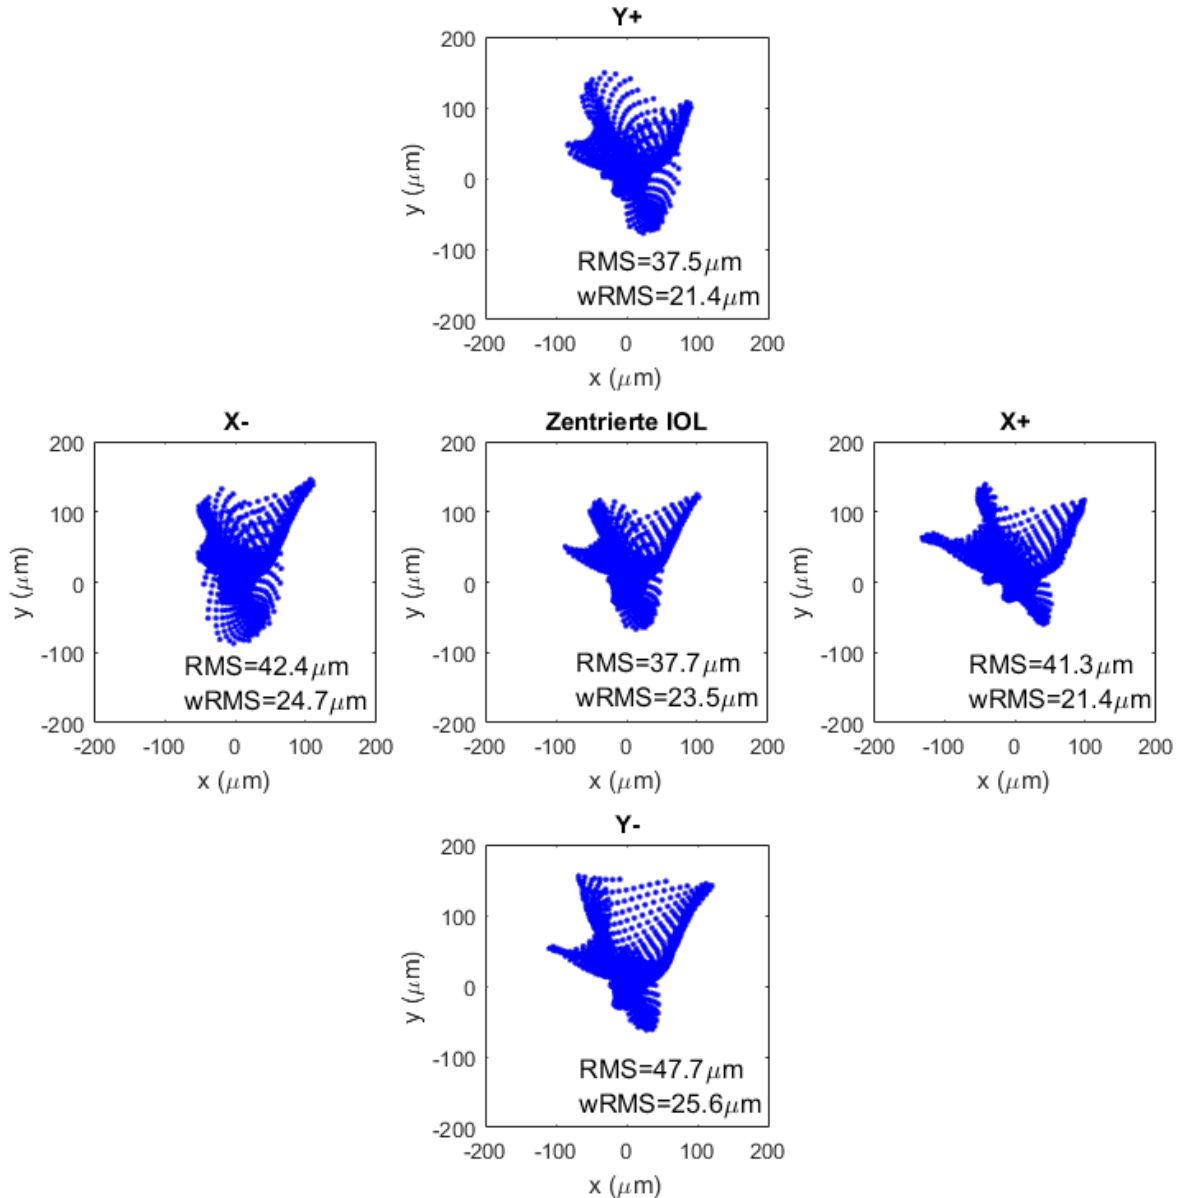 Y+
200
100
0
-100
-200
y (μm)
RMS=37.5μm
wRMS=21.4μm
-200 -100 0 100 200
x (μm)
X-
200
100
0
-100
-200
y (μm)
RMS=42.4μm
wRMS=24.7μm
-200 -100 0 100 200
x (μm)
Zentrierte IOL
200
100
0
-100
-200
y (μm)
RMS=37.7μm
wRMS=23.5μm
-200 -100 0 100 200
x (μm)
X+
200
100
0
-100
-200
y (μm)
RMS=41.3μm
wRMS=21.4μm
-200 -100 0 100 200
x (μm)
Y-
200
100
0
-100
-200
y (μm)
RMS=47.7μm
wRMS=25.6μm
-200 -100 0 100 200
x (μm)